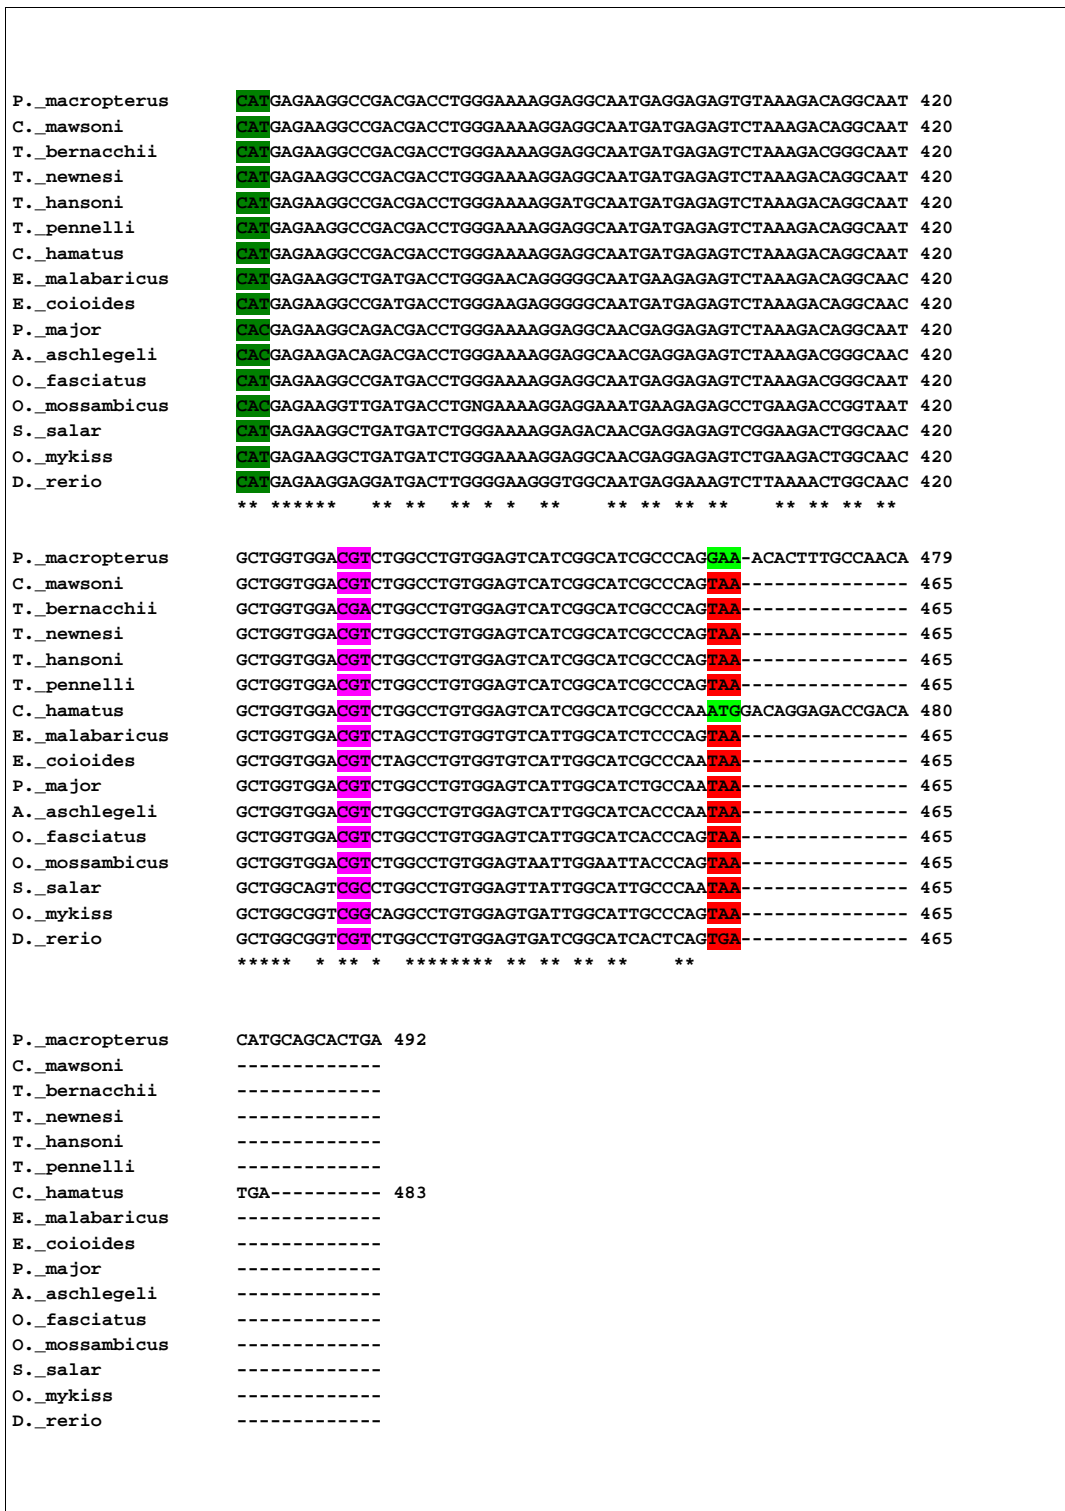 P._macropterus CATGAGAAGGCCGACGACCTGGGAAAAGGAGGCAATGAGGAGAGTGTAAAGACAGGCAAT 420
C._mawsoni CATGAGAAGGCCGACGACCTGGGAAAAGGAGGCAATGATGAGAGTCTAAAGACAGGCAAT 420
T._bernacchii CATGAGAAGGCCGACGACCTGGGAAAAGGAGGCAATGATGAGAGTCTAAAGACGGGCAAT 420
T._newnesi CATGAGAAGGCCGACGACCTGGGAAAAGGAGGCAATGATGAGAGTCTAAAGACAGGCAAT 420
T._hansoni CATGAGAAGGCCGACGACCTGGGAAAAGGATGCAATGATGAGAGTCTAAAGACAGGCAAT 420
T._pennelli CATGAGAAGGCCGACGACCTGGGAAAAGGAGGCAATGATGAGAGTCTAAAGACAGGCAAT 420
C._hamatus CATGAGAAGGCCGACGACCTGGGAAAAGGAGGCAATGATGAGAGTCTAAAGACAGGCAAT 420
E._malabaricus CATGAGAAGGCTGATGACCTGGGAACAGGGGGCAATGAAGAGAGTCTAAAGACAGGCAAC 420
E._coioides CATGAGAAGGCCGATGACCTGGGAAGAGGGGGCAATGATGAGAGTCTAAAGACAGGCAAC 420
P._major CACGAGAAGGCAGACGACCTGGGAAAAGGAGGCAACGAGGAGAGTCTAAAGACAGGCAAT 420
A._aschlegeli CACGAGAAGACAGACGACCTGGGAAAAGGAGGCAACGAGGAGAGTCTAAAGACGGGCAAC 420
O._fasciatus CATGAGAAGGCCGATGACCTGGGAAAAGGAGGCAATGAGGAGAGTCTAAAGACGGGCAAT 420
O._mossambicus CACGAGAAGGTTGATGACCTGNGAAAAGGAGGAAATGAAGAGAGCCTGAAGACCGGTAAT 420
S._salar CATGAGAAGGCTGATGATCTGGGAAAAGGAGACAACGAGGAGAGTCGGAAGACTGGCAAC 420
O._mykiss CATGAGAAGGCTGATGATCTGGGAAAAGGAGGCAACGAGGAGAGTCTGAAGACTGGCAAC 420
D._rerio CATGAGAAGGAGGATGACTTGGGGAAGGGTGGCAATGAGGAAAGTCTTAAAACTGGCAAC 420
** ******   ** **  ** * *  **    ** ** ** **    ** ** ** **
P._macropterus GCTGGTGGACGTCTGGCCTGTGGAGTCATCGGCATCGCCCAGGAA-ACACTTTGCCAACA 479
C._mawsoni GCTGGTGGACGTCTGGCCTGTGGAGTCATCGGCATCGCCCAGTAA--------------- 465
T._bernacchii GCTGGTGGACGACTGGCCTGTGGAGTCATCGGCATCGCCCAGTAA--------------- 465
T._newnesi GCTGGTGGACGTCTGGCCTGTGGAGTCATCGGCATCGCCCAGTAA--------------- 465
T._hansoni GCTGGTGGACGTCTGGCCTGTGGAGTCATCGGCATCGCCCAGTAA--------------- 465
T._pennelli GCTGGTGGACGTCTGGCCTGTGGAGTCATCGGCATCGCCCAGTAA--------------- 465
C._hamatus GCTGGTGGACGTCTGGCCTGTGGAGTCATCGGCATCGCCCAAATGGACAGGAGACCGACA 480
E._malabaricus GCTGGTGGACGTCTAGCCTGTGGTGTCATTGGCATCTCCCAGTAA--------------- 465
E._coioides GCTGGTGGACGTCTAGCCTGTGGTGTCATTGGCATCGCCCAATAA--------------- 465
P._major GCTGGTGGACGTCTGGCCTGTGGAGTCATTGGCATCTGCCAATAA--------------- 465
A._aschlegeli GCTGGTGGACGTCTGGCCTGTGGAGTCATTGGCATCACCCAATAA--------------- 465
O._fasciatus GCTGGTGGACGTCTGGCCTGTGGAGTCATTGGCATCACCCAGTAA--------------- 465
O._mossambicus GCTGGTGGACGTCTGGCCTGTGGAGTAATTGGAATTACCCAGTAA--------------- 465
S._salar GCTGGCAGTCGCCTGGCCTGTGGAGTTATTGGCATTGCCCAATAA--------------- 465
O._mykiss GCTGGCGGTCGGCAGGCCTGTGGAGTGATTGGCATTGCCCAGTAA--------------- 465
D._rerio GCTGGCGGTCGTCTGGCCTGTGGAGTGATCGGCATCACTCAGTGA--------------- 465
*****  * ** *  ******** ** ** ** **    **
P._macropterus CATGCAGCACTGA 492
C._mawsoni -------------
T._bernacchii -------------
T._newnesi -------------
T._hansoni -------------
T._pennelli -------------
C._hamatus TGA---------- 483
E._malabaricus -------------
E._coioides -------------
P._major -------------
A._aschlegeli -------------
O._fasciatus -------------
O._mossambicus -------------
S._salar -------------
O._mykiss -------------
D._rerio -------------